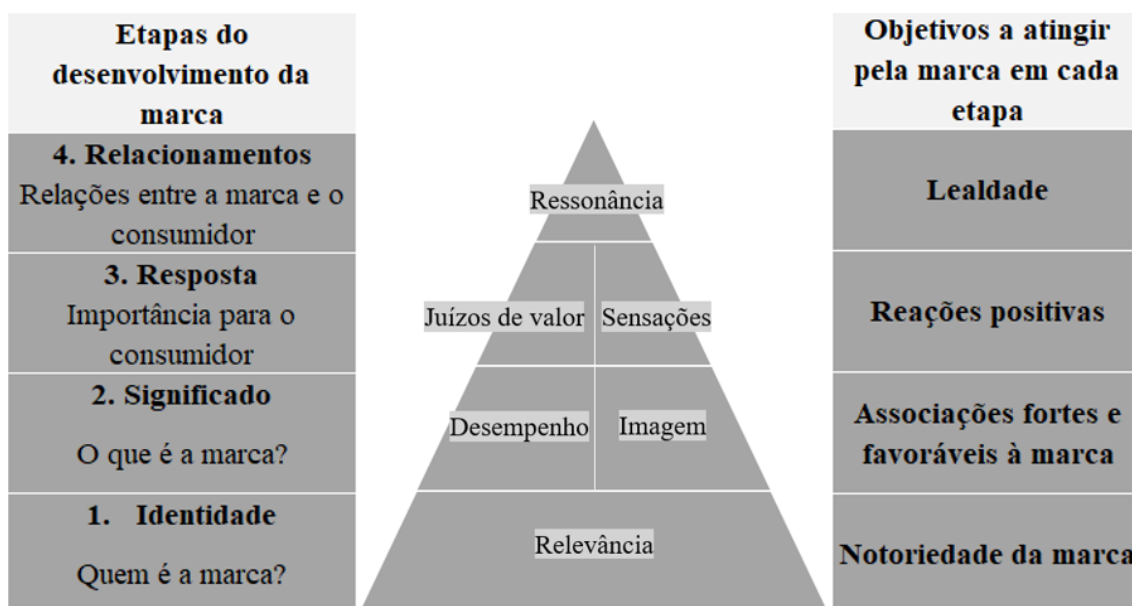 Etapas do
desenvolvimento da
marca
4. Relacionamentos
Relações entre a marca e o
consumidor
3. Resposta
Importância para o
consumidor
2. Significado
O que é a marca?
1. Identidade
Quem é a marca?
Ressonância
Juízos de valor
Sensações
Desempenho
Imagem
Relevância
Objetivos a atingir
pela marca em cada
etapa
Lealdade
Reações positivas
Associações fortes e
favoráveis à marca
Notoriedade da marca